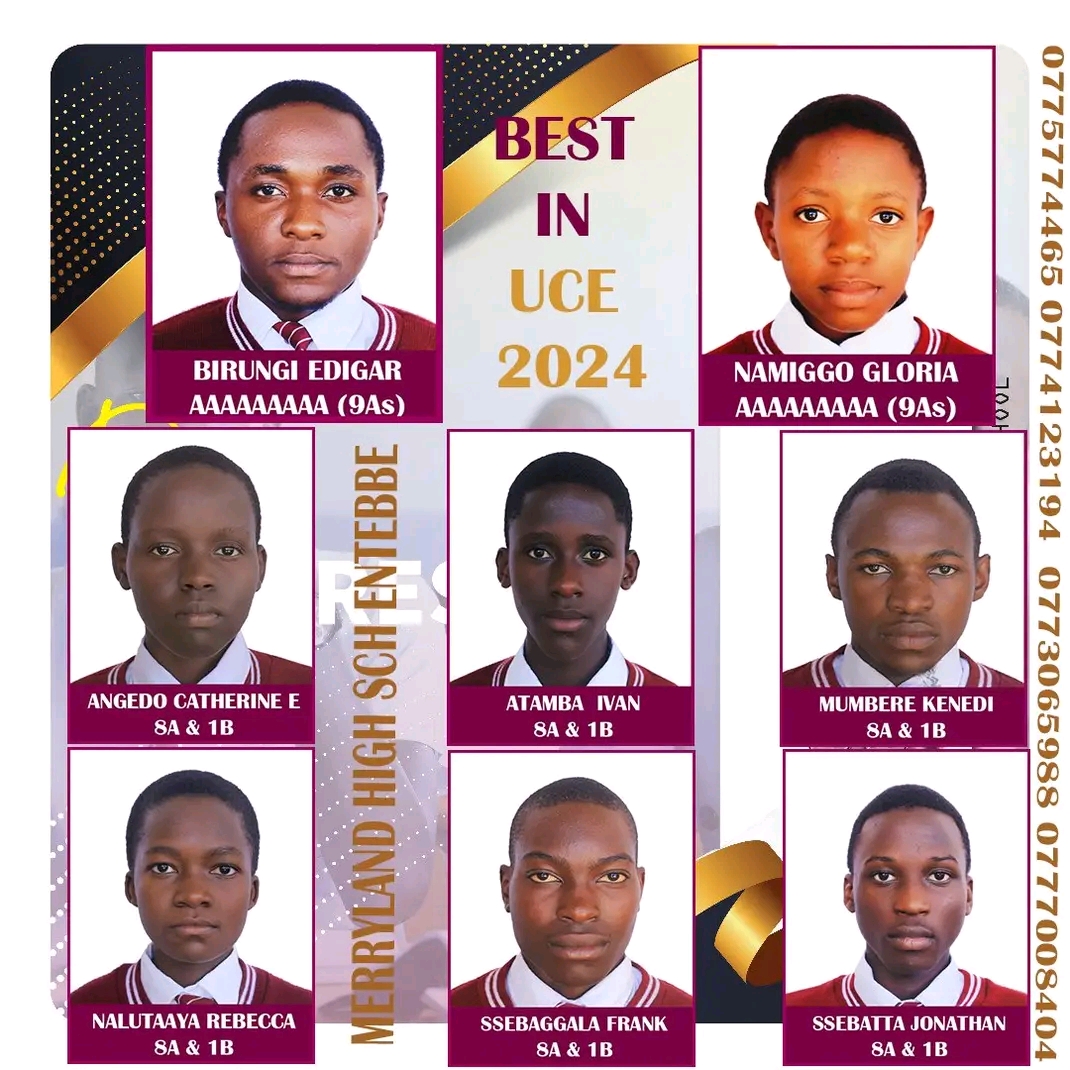 BEST
IN
UCE
2024
BIRUNGI EDIGAR
AAAAAAAAA (9As)
NAMIGGO GLORIA
AAAAAAAAA (9As)
ANGEDO CATHERINE E
8A & 1B
ATAMBA IVAN
8A & 1B
MUMBERE KENEDI
8A & 1B
NALUTAAYA REBECCA
8A & 1B
SSEBAGGALA FRANK
8A & 1B
SSEBATTA JONATHAN
8A & 1B
MERRYLAND HIGH SCH ENTEBBE
0775774465 0774123194 0773065988 0777008404